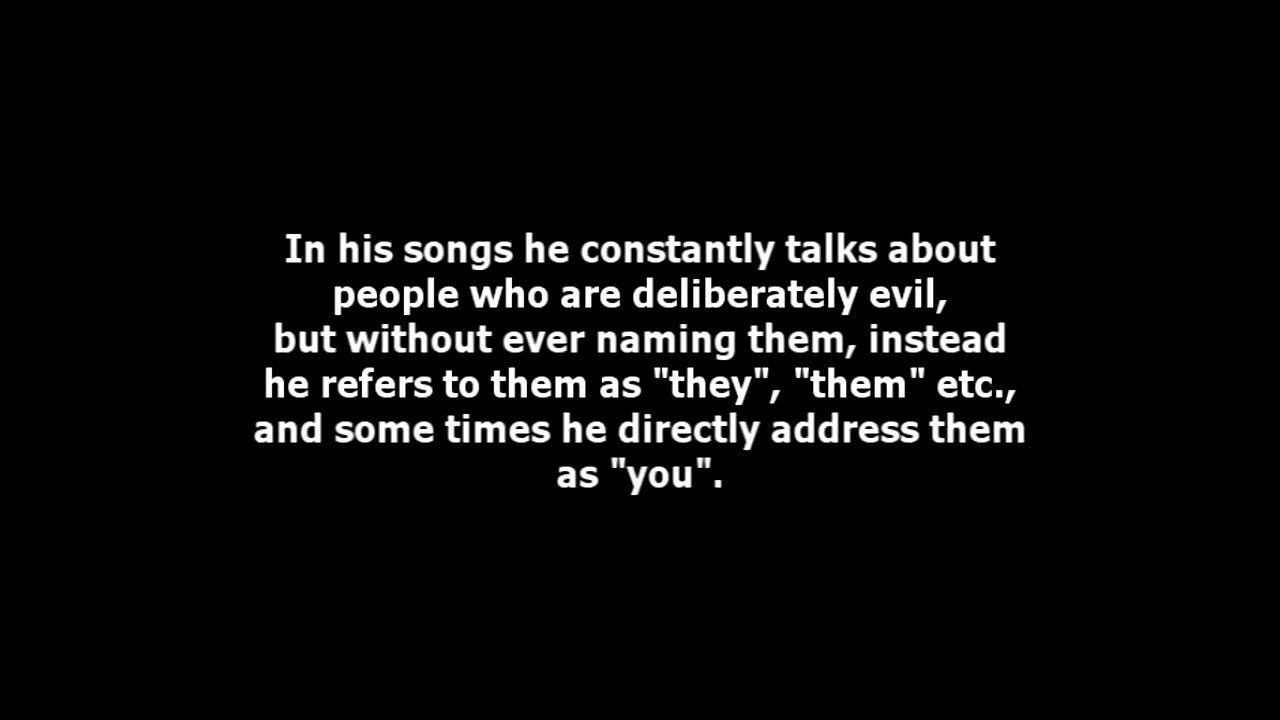 In his songs he constantly talks about
people who are deliberately evil,
but without ever naming them, instead
he refers to them as "they", "them" etc.,
and some times he directly address them
as "you".